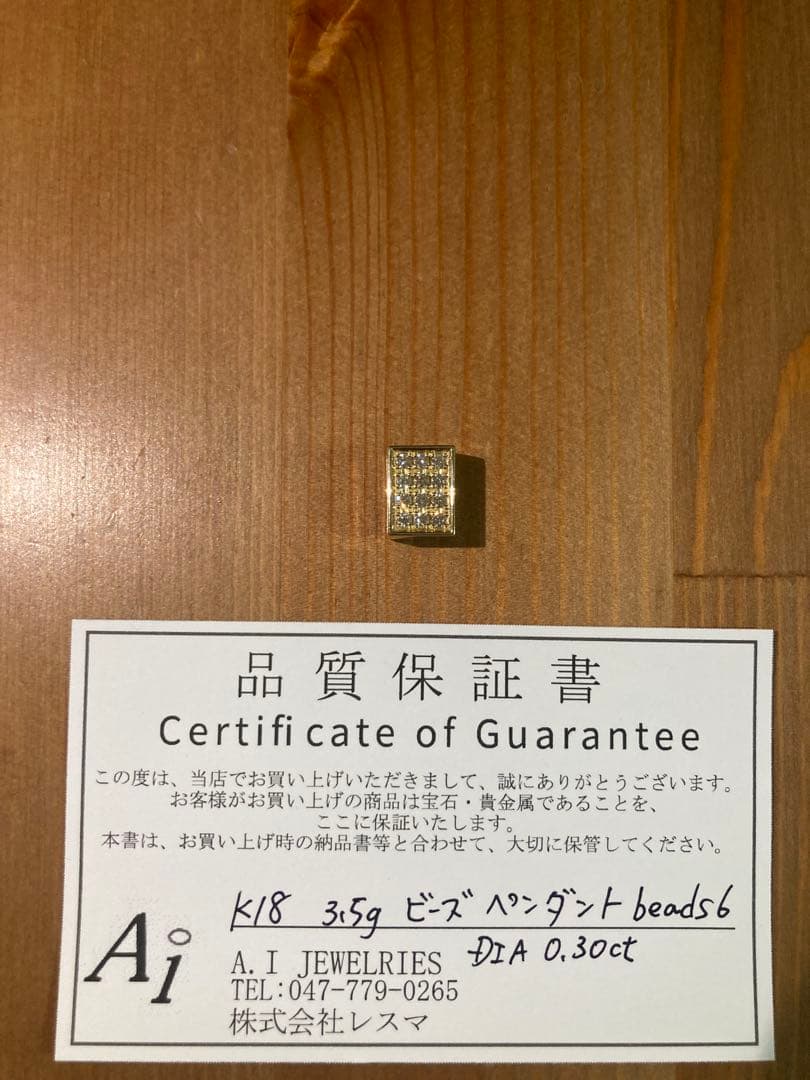 品質保証書
Certificate of Guarantee
この度は、当店でお買い上げいただきまして、誠にありがとうございます。
お客様がお買い上げの商品は宝石・貴金属であることを、
ここに保証いたします。
本書は、お買い上げ時の納品書等と合わせて、大切に保管してください。
K18 3.5g ビーズ ペンダント beads6
DIA 0.30ct
Ai
A.I JEWELRIES
TEL:047-779-0265
株式会社レスマ